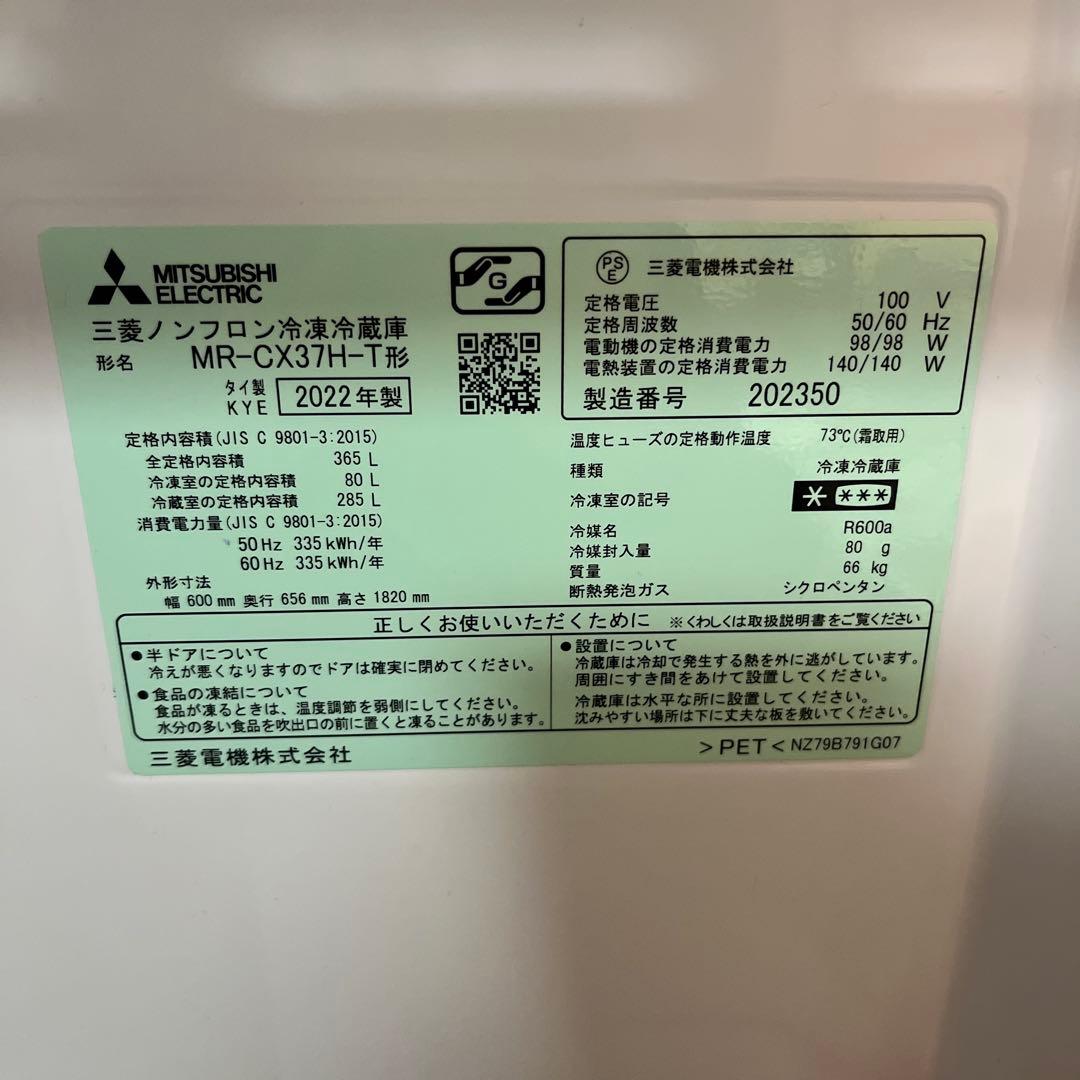 MITSUBISHI
ELECTRIC
三菱ノンフロン冷凍冷蔵庫
形名 MR-CX37H-T形
タイ製
KYE 2022年製
G
PSE 三菱電機株式会社
定格電圧 100 V
定格周波数 50/60 Hz
電動機の定格消費電力 98/98 W
電熱装置の定格消費電力 140/140 W
製造番号 202350
定格内容積(JIS C 9801-3:2015)
全定格内容積 365 L
冷凍室の定格内容積 80 L
冷蔵室の定格内容積 285 L
消費電力量(JIS C 9801-3:2015)
50Hz 335kWh/年
60Hz 335kWh/年
外形寸法
幅 600mm 奥行 656mm 高さ 1820mm
温度ヒューズの定格動作温度 73℃(霜取用)
種類 冷凍冷蔵庫
冷凍室の記号 * ***
冷媒名 R600a
冷媒封入量 80 g
質量 66 kg
断熱発泡ガス シクロペンタン
正しくお使いいただくために ※くわしくは取扱説明書をご覧ください
●半ドアについて
冷えが悪くなりますのでドアは確実に閉めてください。
●食品の凍結について
食品が凍るときは、温度調節を弱側にしてください。
水分の多い食品を吹出口の前に置くと凍ることがあります。
●設置について
冷蔵庫は冷却で発生する熱を外に逃がしています。
周囲にすき間をあけて設置してください。
冷蔵庫は水平な所に設置してください。
沈みやすい場所は下に丈夫な板を敷いてください。
三菱電機株式会社
>PET< NZ79B791G07